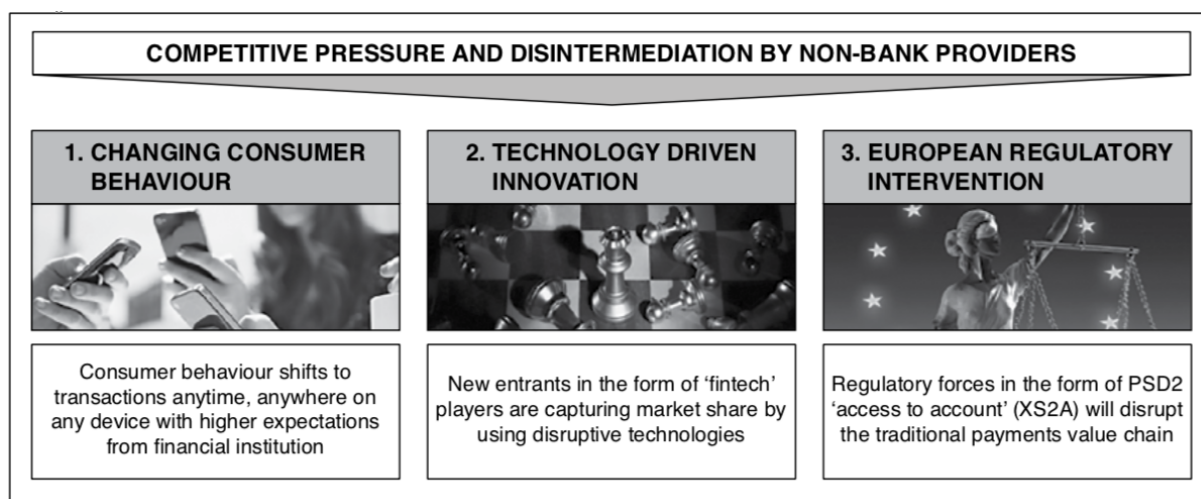 COMPETITIVE PRESSURE AND DISINTERMEDIATION BY NON-BANK PROVIDERS
1. CHANGING CONSUMER
BEHAVIOUR
Consumer behaviour shifts to
transactions anytime, anywhere on
any device with higher expectations
from financial institution
2. TECHNOLOGY DRIVEN
INNOVATION
New entrants in the form of ‘fintech’
players are capturing market share by
using disruptive technologies
3. EUROPEAN REGULATORY
INTERVENTION
Regulatory forces in the form of PSD2
‘access to account’ (XS2A) will disrupt
the traditional payments value chain